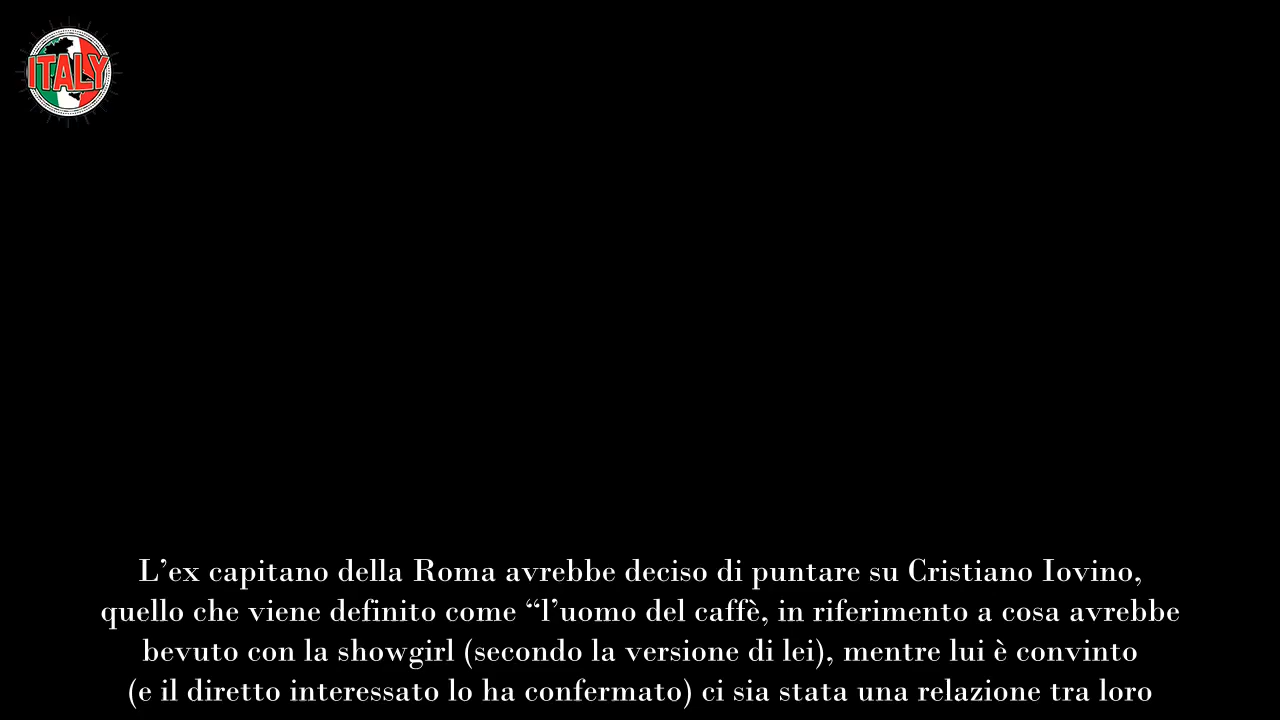 ITALY
L’ex capitano della Roma avrebbe deciso di puntare su Cristiano Iovino,
quello che viene definito come “l’uomo del caffè, in riferimento a cosa avrebbe
bevuto con la showgirl (secondo la versione di lei), mentre lui è convinto
(e il diretto interessato lo ha confermato) ci sia stata una relazione tra loro